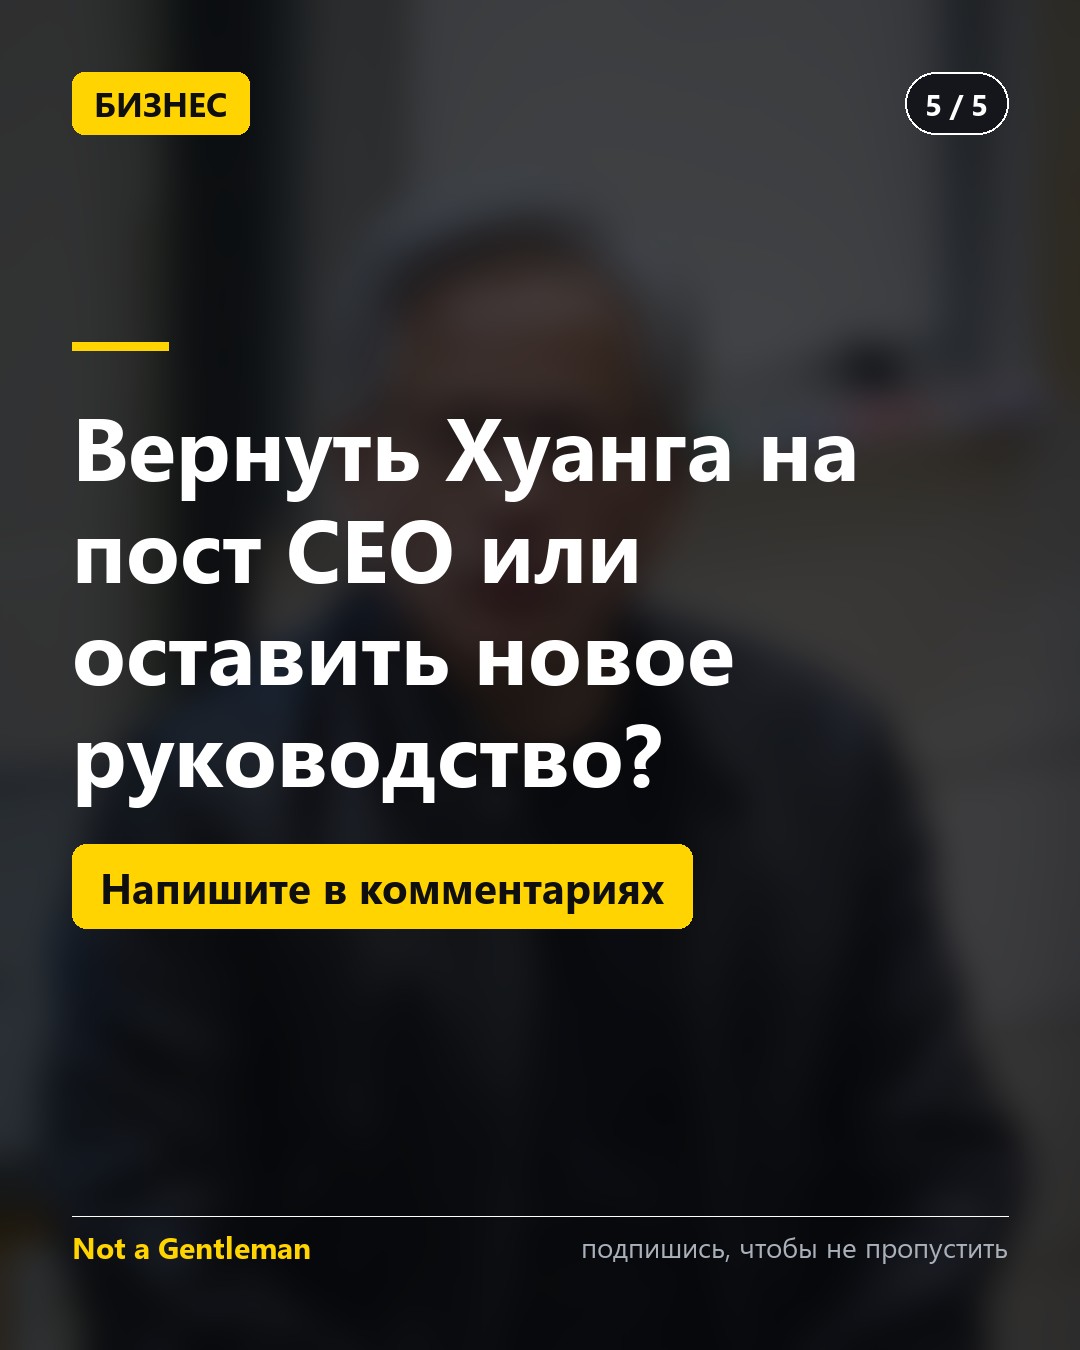 БИЗНЕС
5 / 5
Вернуть Хуанга на
пост CEO или
оставить новое
руководство?
Напишите в комментариях
Not a Gentleman
подпишись, чтобы не пропустить